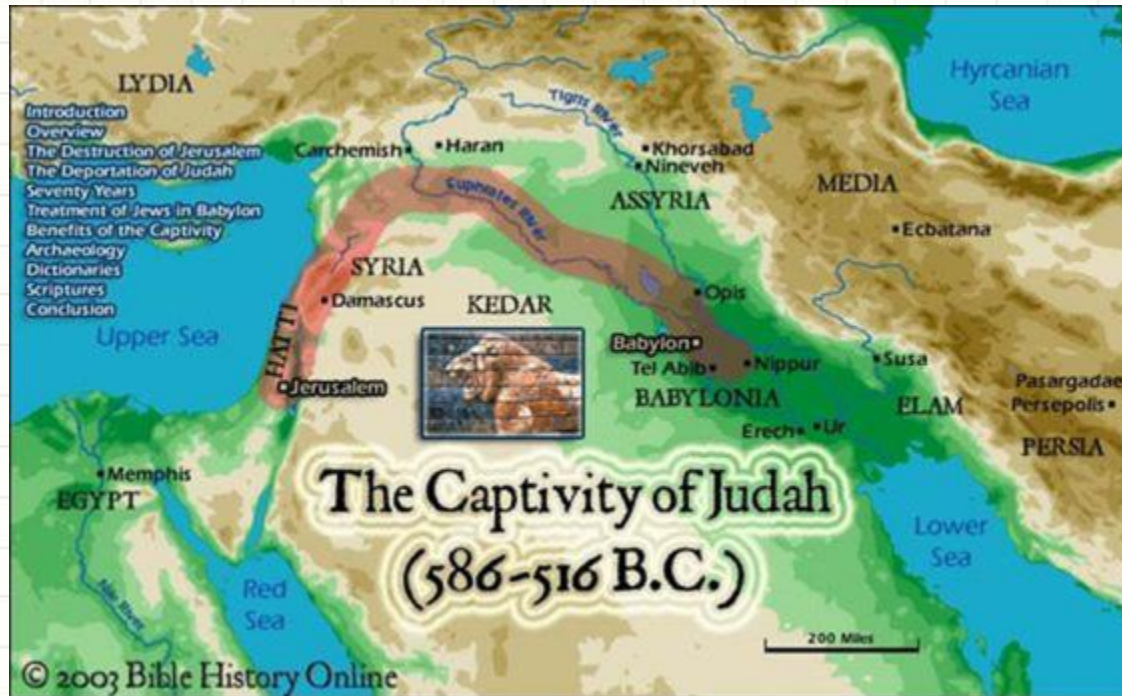 LYDIA
Introduction
Overview
The Destruction of Jerusalem
The Deportation of Judah
Seventy Years
Treatment of Jews in Babylon
Benefits of the Captivity
Archaeology
Dictionaries
Scriptures
Conclusion
Upper Sea
Carchemish
Haran
Tigris River
Khorsabad
Nineveh
ASSYRIA
Euphrates River
Hyrcanian
Sea
MEDIA
Ecbatana
SYRIA
Damascus
HATTI
Jerusalem
KEDAR
Opis
Babylon
Tel Abib
Nippur
BABYLONIA
Susa
ELAM
Erech
Ur
Pasargadae
Persepolis
PERSIA
Memphis
EGYPT
Nile River
Red
Sea
Lower
Sea
The Captivity of Judah
(586-516 B.C.)
200 Miles
© 2003 Bible History Online